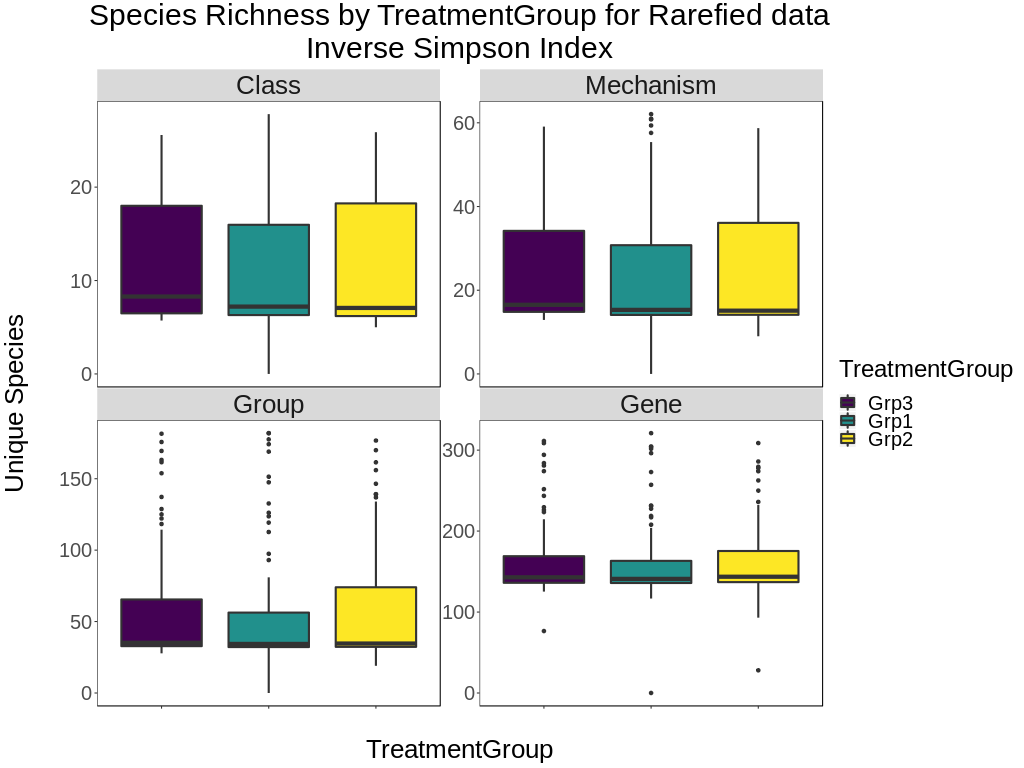 Species Richness by TreatmentGroup for Rarefied data
Inverse Simpson Index
Class
Mechanism
20
10
0
60
40
20
0
Group
Gene
150
100
50
0
300
200
100
0
Unique Species
TreatmentGroup
TreatmentGroup
Grp3
Grp1
Grp2